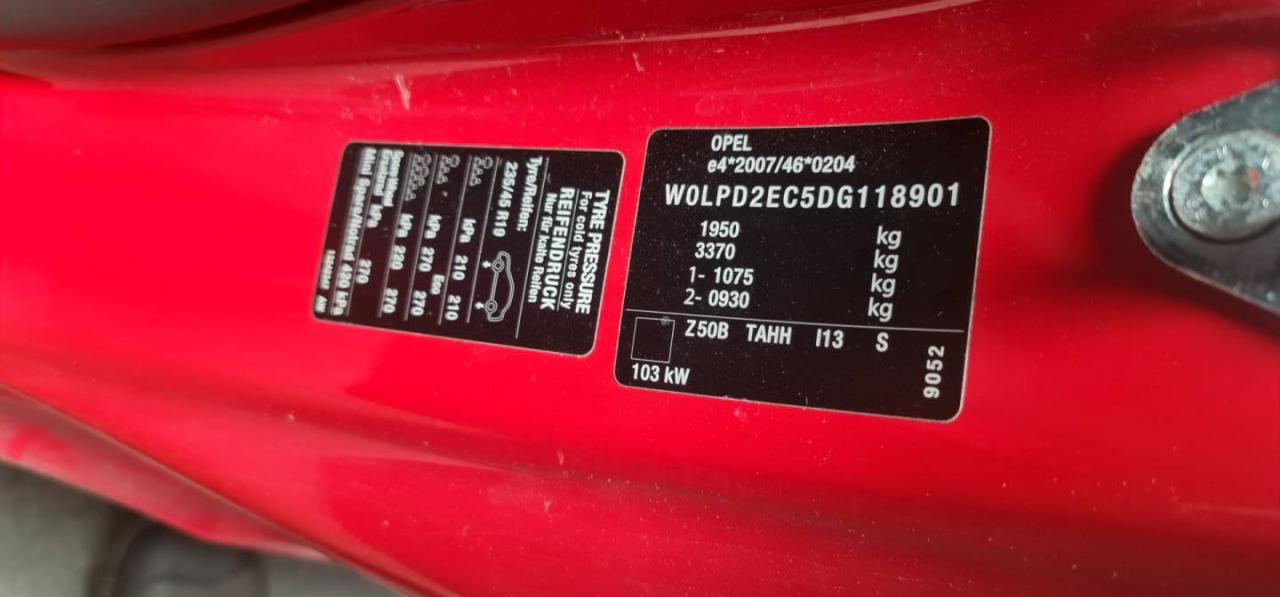 OPEL
e4*2007/46*0204
W0LPD2EC5DG118901
1950 kg
3370 kg
1- 1075 kg
2- 0930 kg
Z50B TAHH I13 S
103 kW
9052
TYRE PRESSURE
For cold tyres only
REIFENDRUCK
Nur für kalte Reifen
Tyre/Reifen:
235/45 R19
kPa 210 210
Eco
kPa 270 270
kPa 220 270
kPa 270
Mini Spare/Notrad 420 kPa